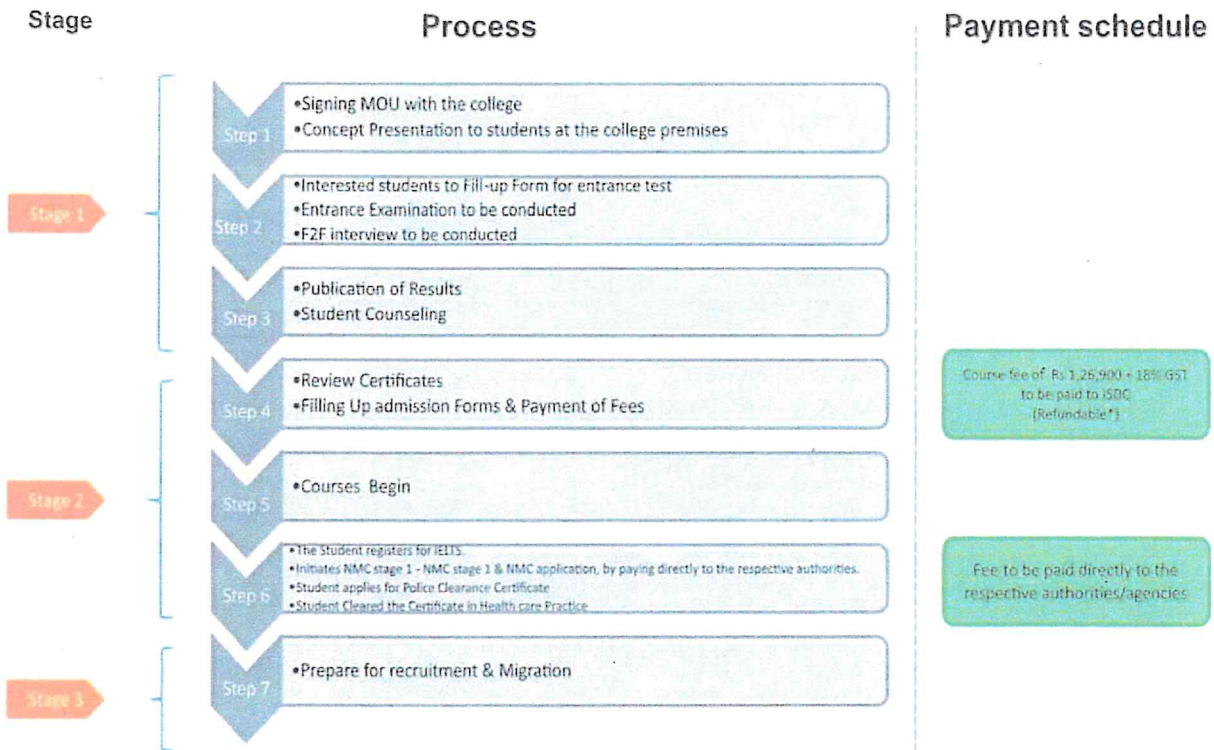 Stage
Process
Payment schedule
Stage 1
Step 1
•Signing MOU with the college
•Concept Presentation to students at the college premises
Step 2
•Interested students to Fill-up Form for entrance test
•Entrance Examination to be conducted
•F2F interview to be conducted
Step 3
•Publication of Results
•Student Counseling
Stage 2
Step 4
•Review Certificates
•Filling Up admission Forms & Payment of Fees
Course fee of Rs 1,26,900 + 18% GST
to be paid to ISDC
(Refundable*)
Step 5
•Courses Begin
Step 6
•The Student registers for IELTS.
•Initiates NMC stage 1 - NMC stage 1 & NMC application, by paying directly to the respective authorities.
•Student applies for Police Clearance Certificate
•Student Cleared the Certificate in Health care Practice
Fee to be paid directly to the
respective authorities/agencies
Stage 3
Step 7
•Prepare for recruitment & Migration